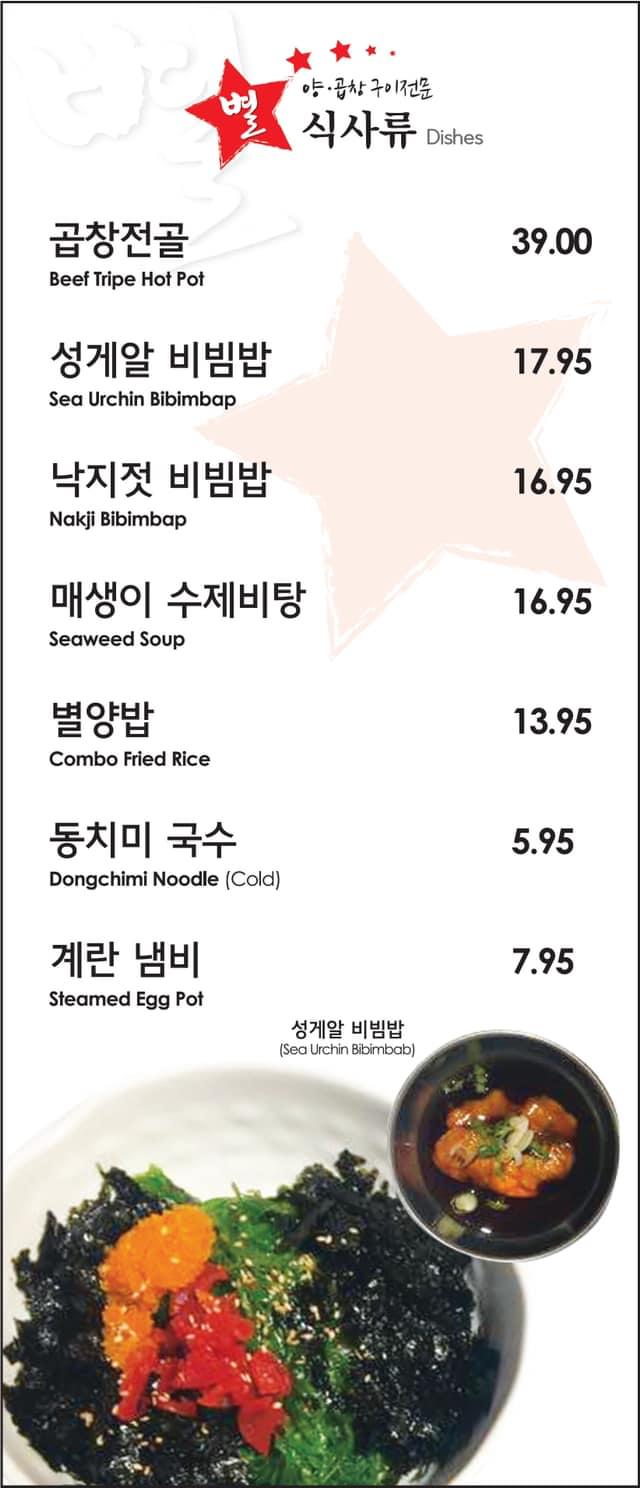 별
양·곱창 구이전문
식사류 Dishes
곱창전골 39.00
Beef Tripe Hot Pot
성게알 비빔밥 17.95
Sea Urchin Bibimbap
낙지젓 비빔밥 16.95
Nakji Bibimbap
매생이 수제비탕 16.95
Seaweed Soup
별양밥 13.95
Combo Fried Rice
동치미 국수 5.95
Dongchimi Noodle (Cold)
계란 냄비 7.95
Steamed Egg Pot
성게알 비빔밥
(Sea Urchin Bibimbab)